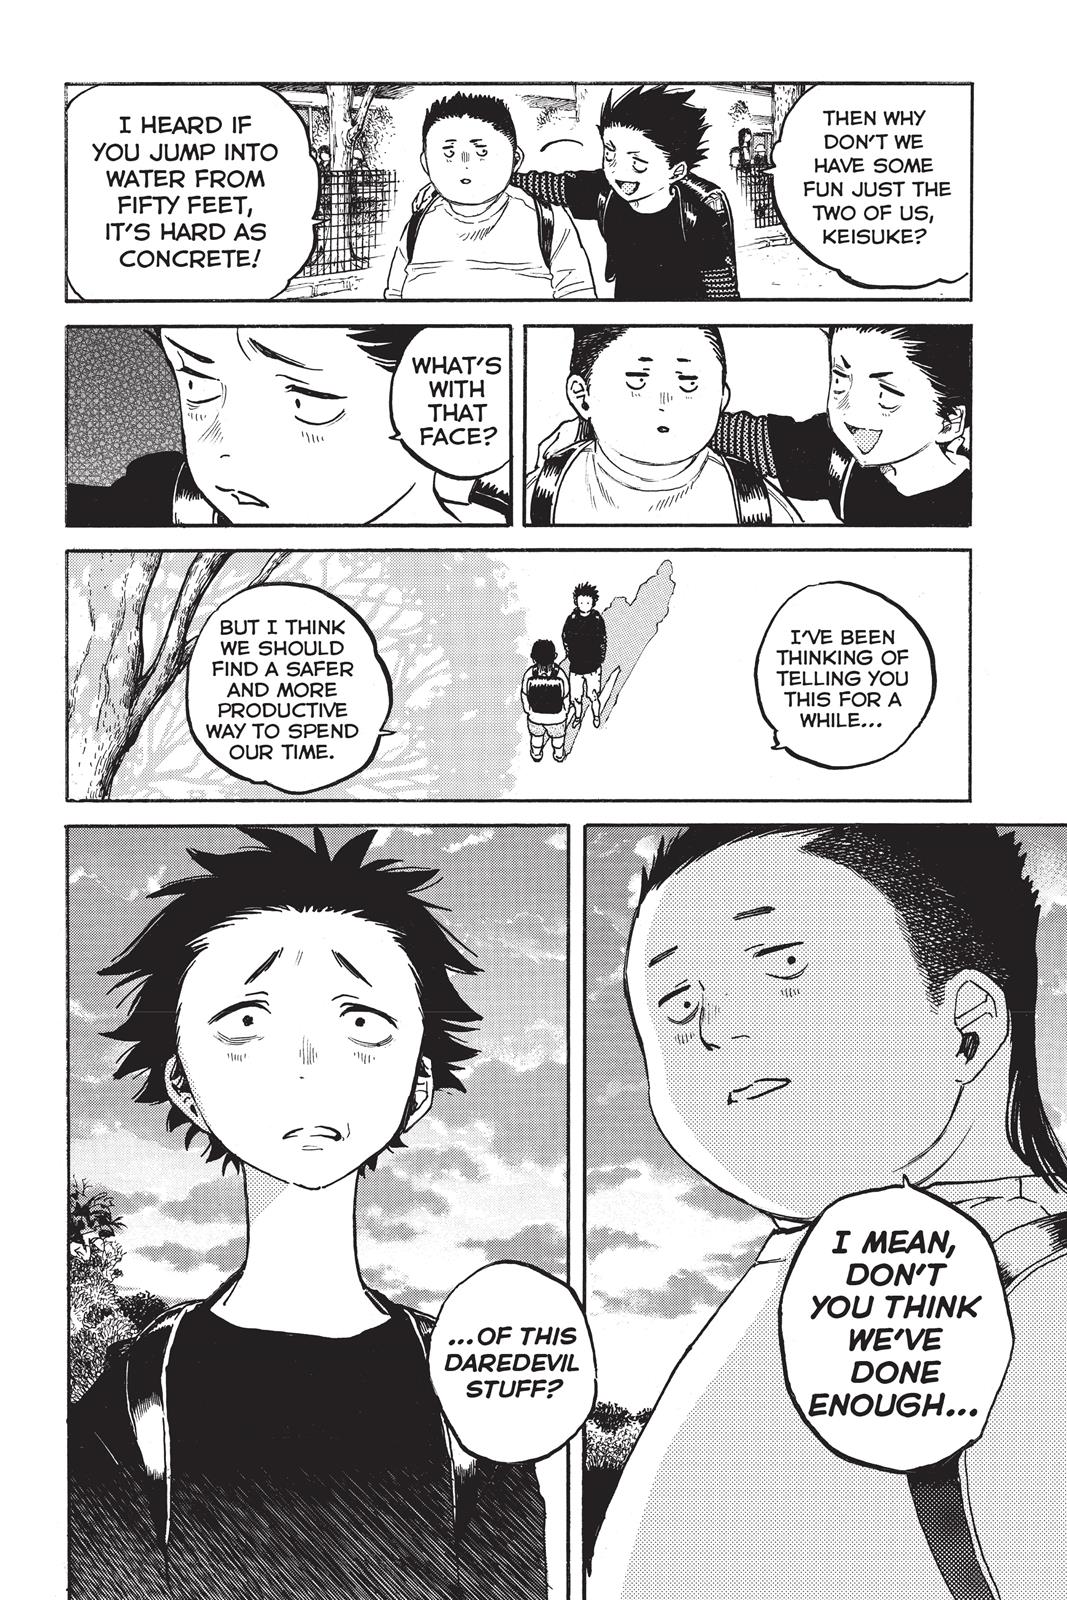 THEN WHY
DON'T WE
HAVE SOME
FUN JUST THE
TWO OF US,
KEISUKE?
I HEARD IF
YOU JUMP INTO
WATER FROM
FIFTY FEET,
IT'S HARD AS
CONCRETE!
WHAT'S
WITH
THAT
FACE?
I'VE BEEN
THINKING OF
TELLING YOU
THIS FOR A
WHILE...
BUT I THINK
WE SHOULD
FIND A SAFER
AND MORE
PRODUCTIVE
WAY TO SPEND
OUR TIME.
I MEAN,
DON'T
YOU THINK
WE'VE
DONE
ENOUGH...
...OF THIS
DAREDEVIL
STUFF?